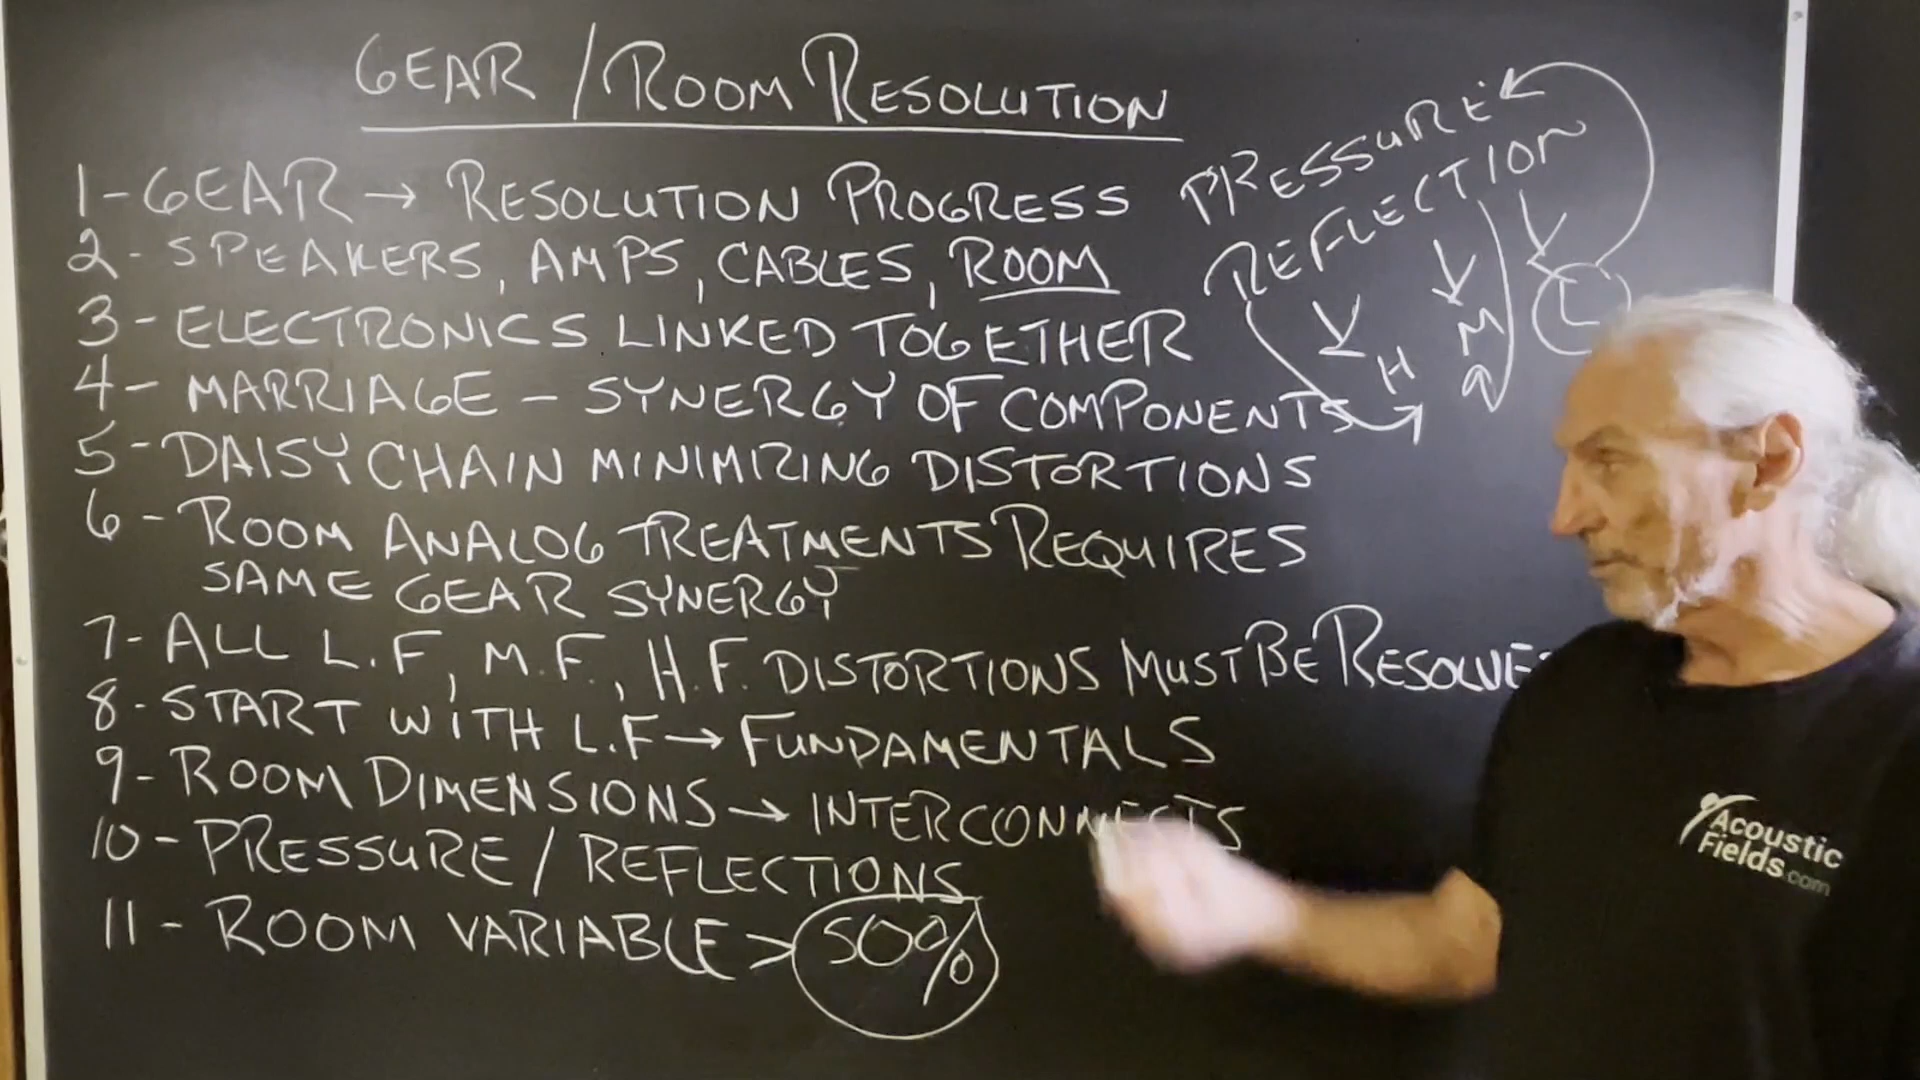 GEAR / ROOM RESOLUTION
1 - GEAR → RESOLUTION PROGRESS
2 - SPEAKERS, AMPS, CABLES, ROOM
3 - ELECTRONICS LINKED TOGETHER
4 - MARRIAGE - SYNERGY OF COMPONENTS
5 - DAISY CHAIN MINIMIZING DISTORTIONS
6 - ROOM ANALOG TREATMENTS REQUIRES
SAME GEAR SYNERGY
7 - ALL L.F, M.F., H.F. DISTORTIONS MUST BE RESOLVE
8 - START WITH L.F → FUNDAMENTALS
9 - ROOM DIMENSIONS → INTERCONNECTS
10 - PRESSURE / REFLECTIONS
11 - ROOM VARIABLE > 50%
PRESSURE
REFLECTION
H M L
Acoustic
Fields.com